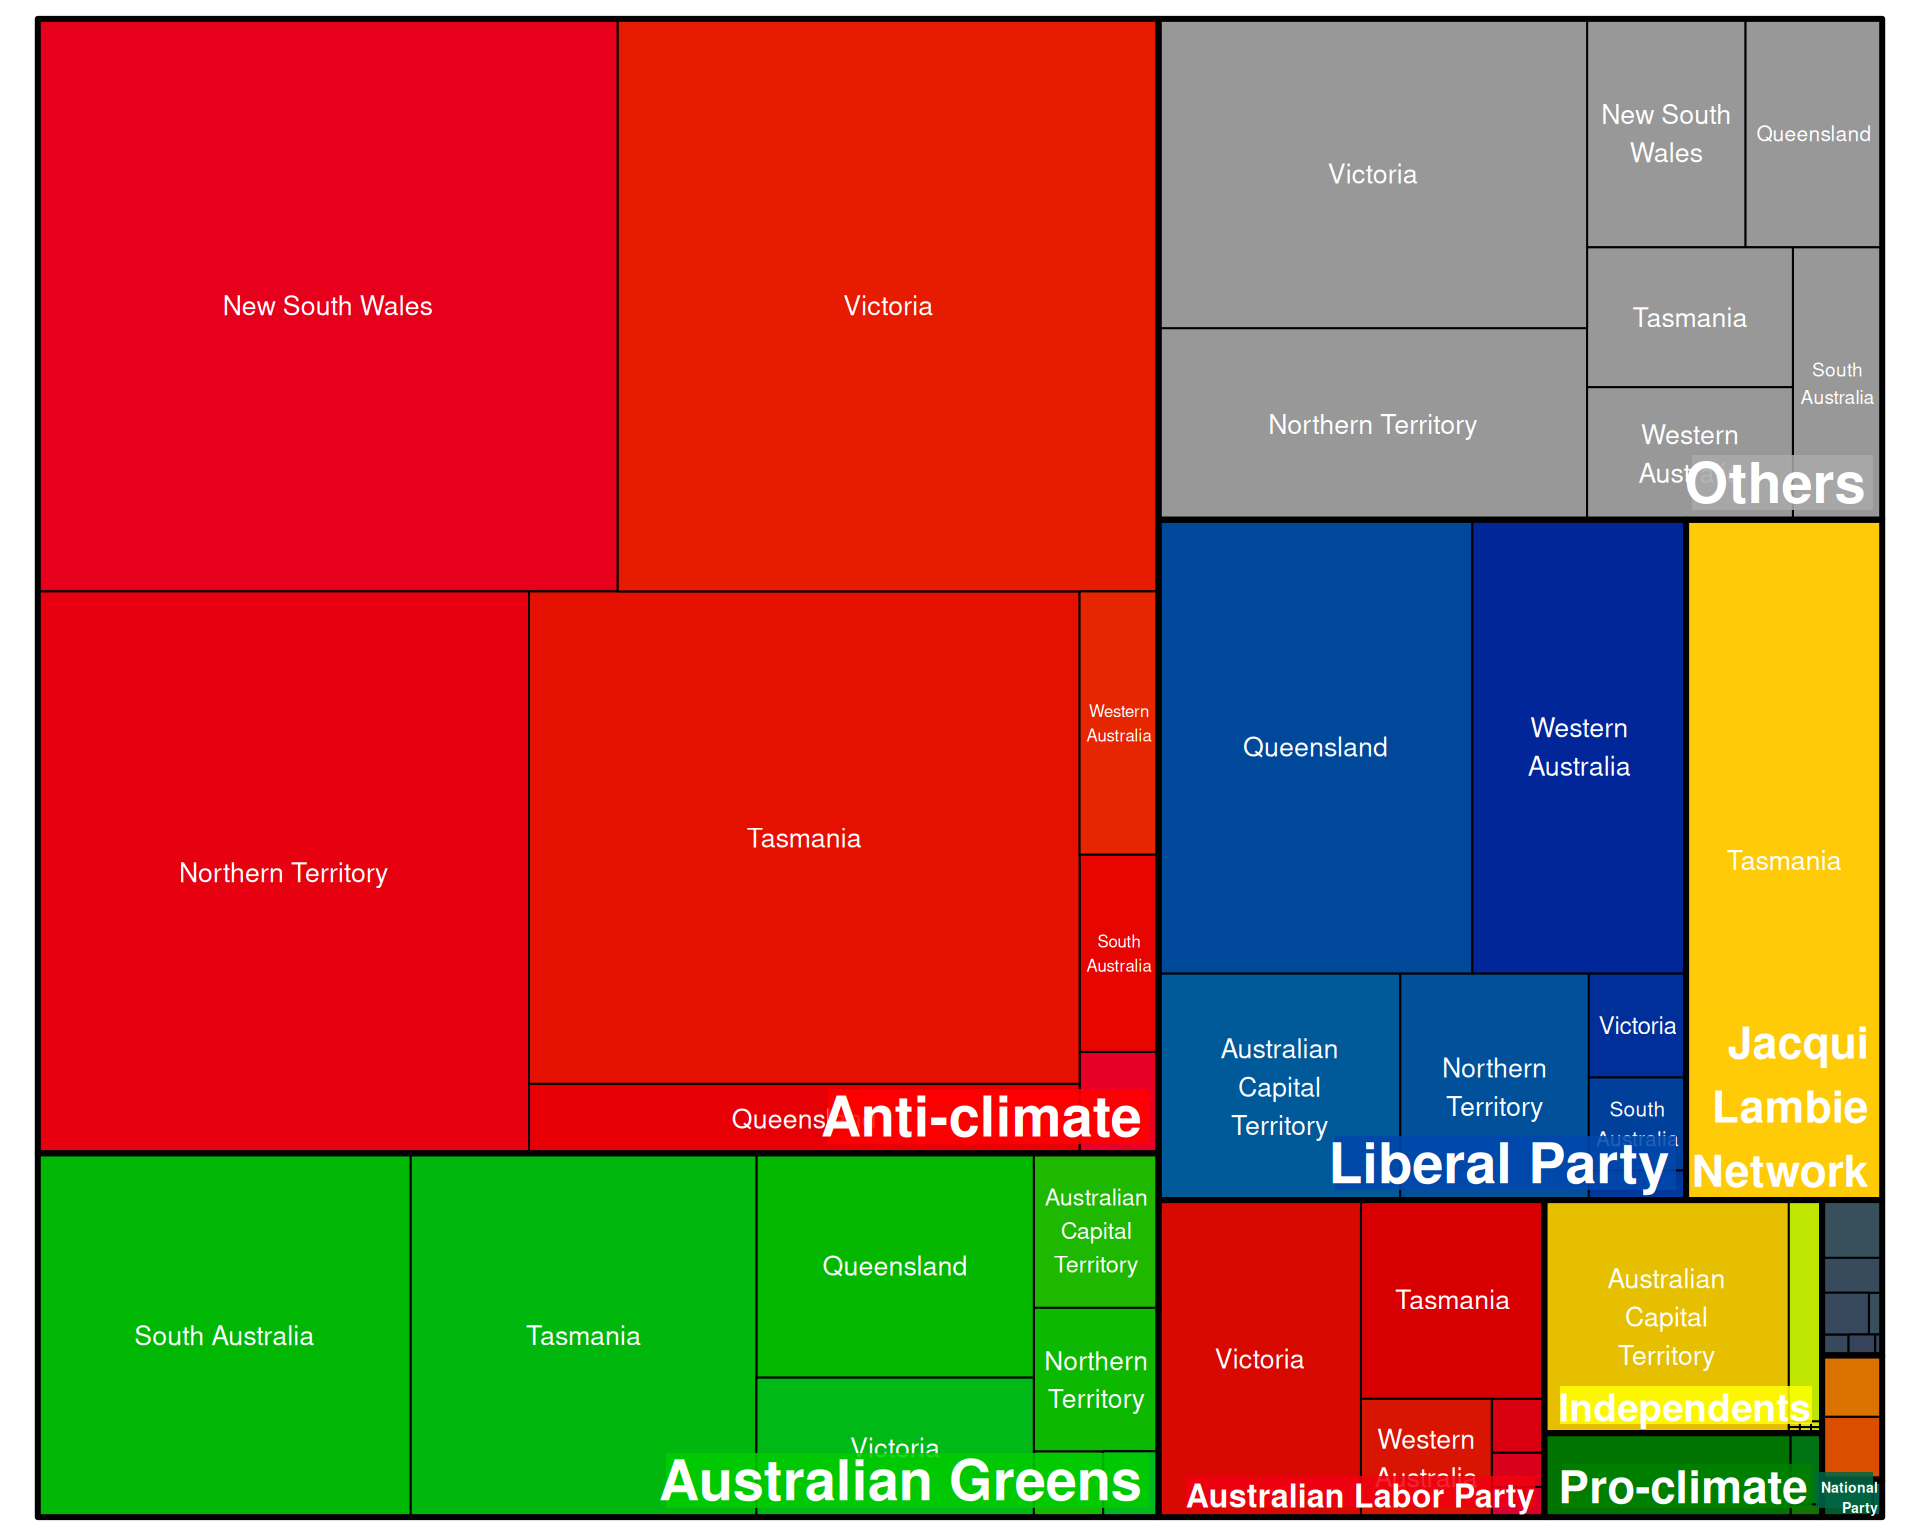 New South Wales
Victoria
Northern Territory
Tasmania
Western
Australia
South
Australia
Anti-climate
South Australia
Tasmania
Queensland
Victoria
Australian
Capital
Territory
Northern
Territory
Australian Greens
Victoria
Northern Territory
New South
Wales
Queensland
Tasmania
Western
South
Australia
Others
Queensland
Western
Australia
Australian
Capital
Territory
Northern
Territory
Victoria
South
Australia
Liberal Party
Tasmania
Jacqui
Lambie
Network
Victoria
Tasmania
Western
Australia
Australian Labor Party
Australian
Capital
Territory
Independents
Pro-climate
National
Party